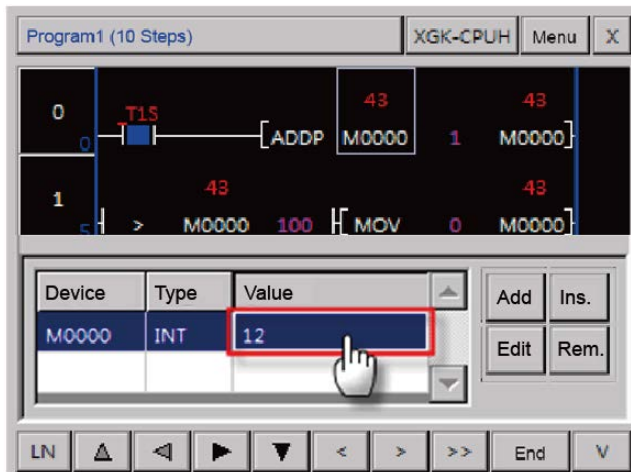 Program1 (10 Steps) XGK-CPUH Menu X
43 43
0 T1S ADDP M0000 1 M0000
0
43 43
1 > M0000 100 MOV 0 M0000
5
Device Type Value Add Ins.
M0000 INT 12 Edit Rem.
LN < > >> End V